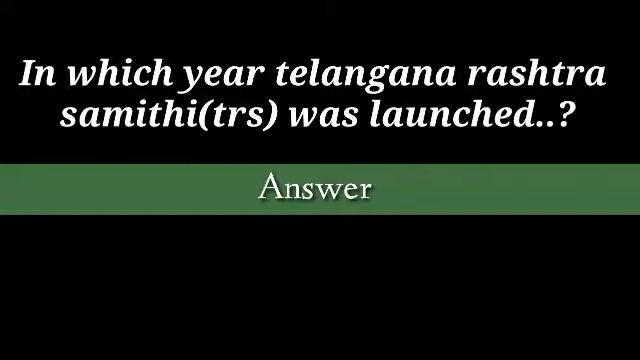 In which year telangana rashtra
samithi(trs) was launched..?
Answer